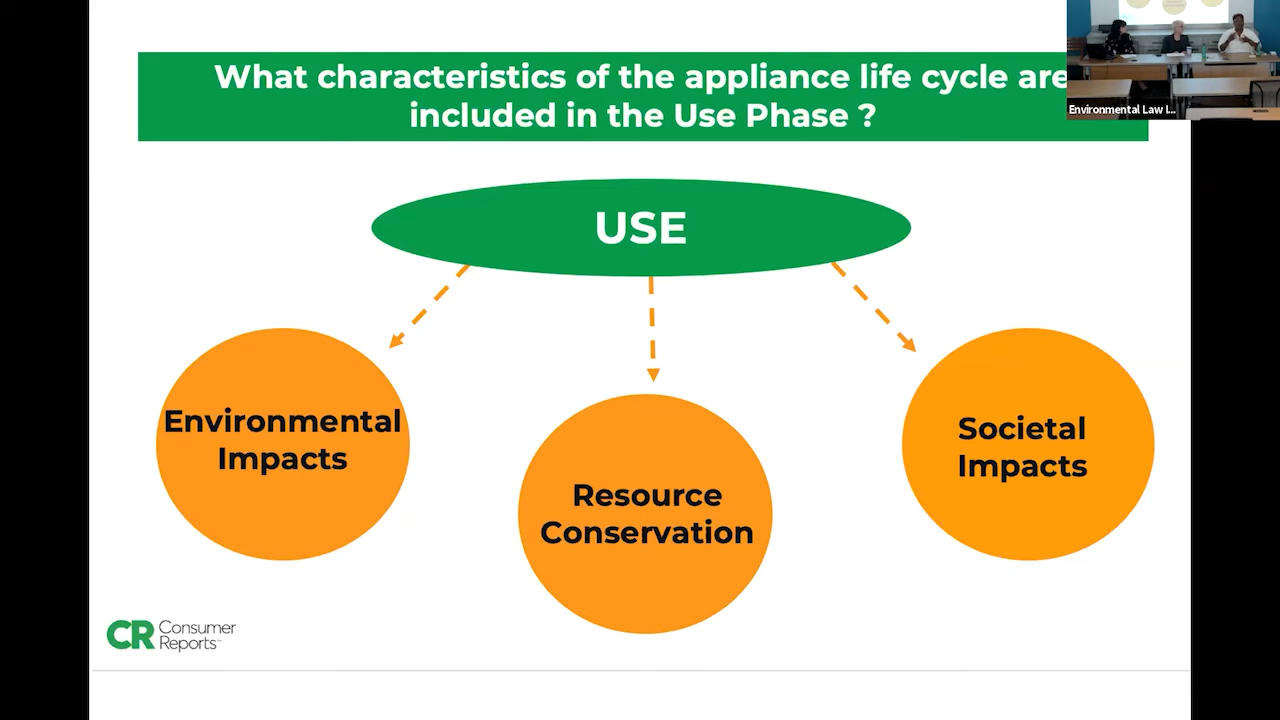 What characteristics of the appliance life cycle are
included in the Use Phase ?
Environmental Law I...
USE
Environmental
Impacts
Resource
Conservation
Societal
Impacts
CR Consumer
Reports